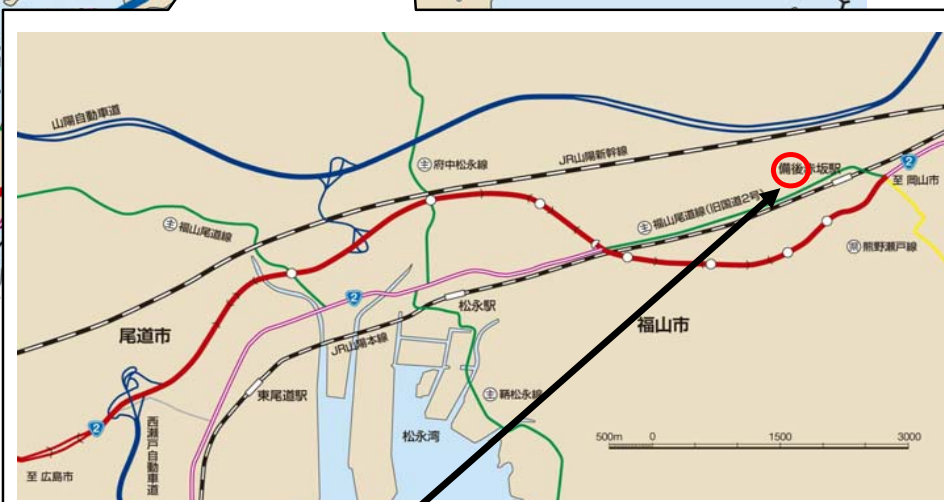 山陽自動車道
主 府中松永線
JR山陽新幹線
備後赤坂駅
2
至 岡山市
主 福山尾道線
主 福山尾道線(旧国道2号)
県 熊野瀬戸線
2
松永駅
尾道市
福山市
JR山陽本線
東尾道駅
主 鞆松永線
2
西瀬戸自動車道
松永湾
500m 0 1500 3000
至 広島市